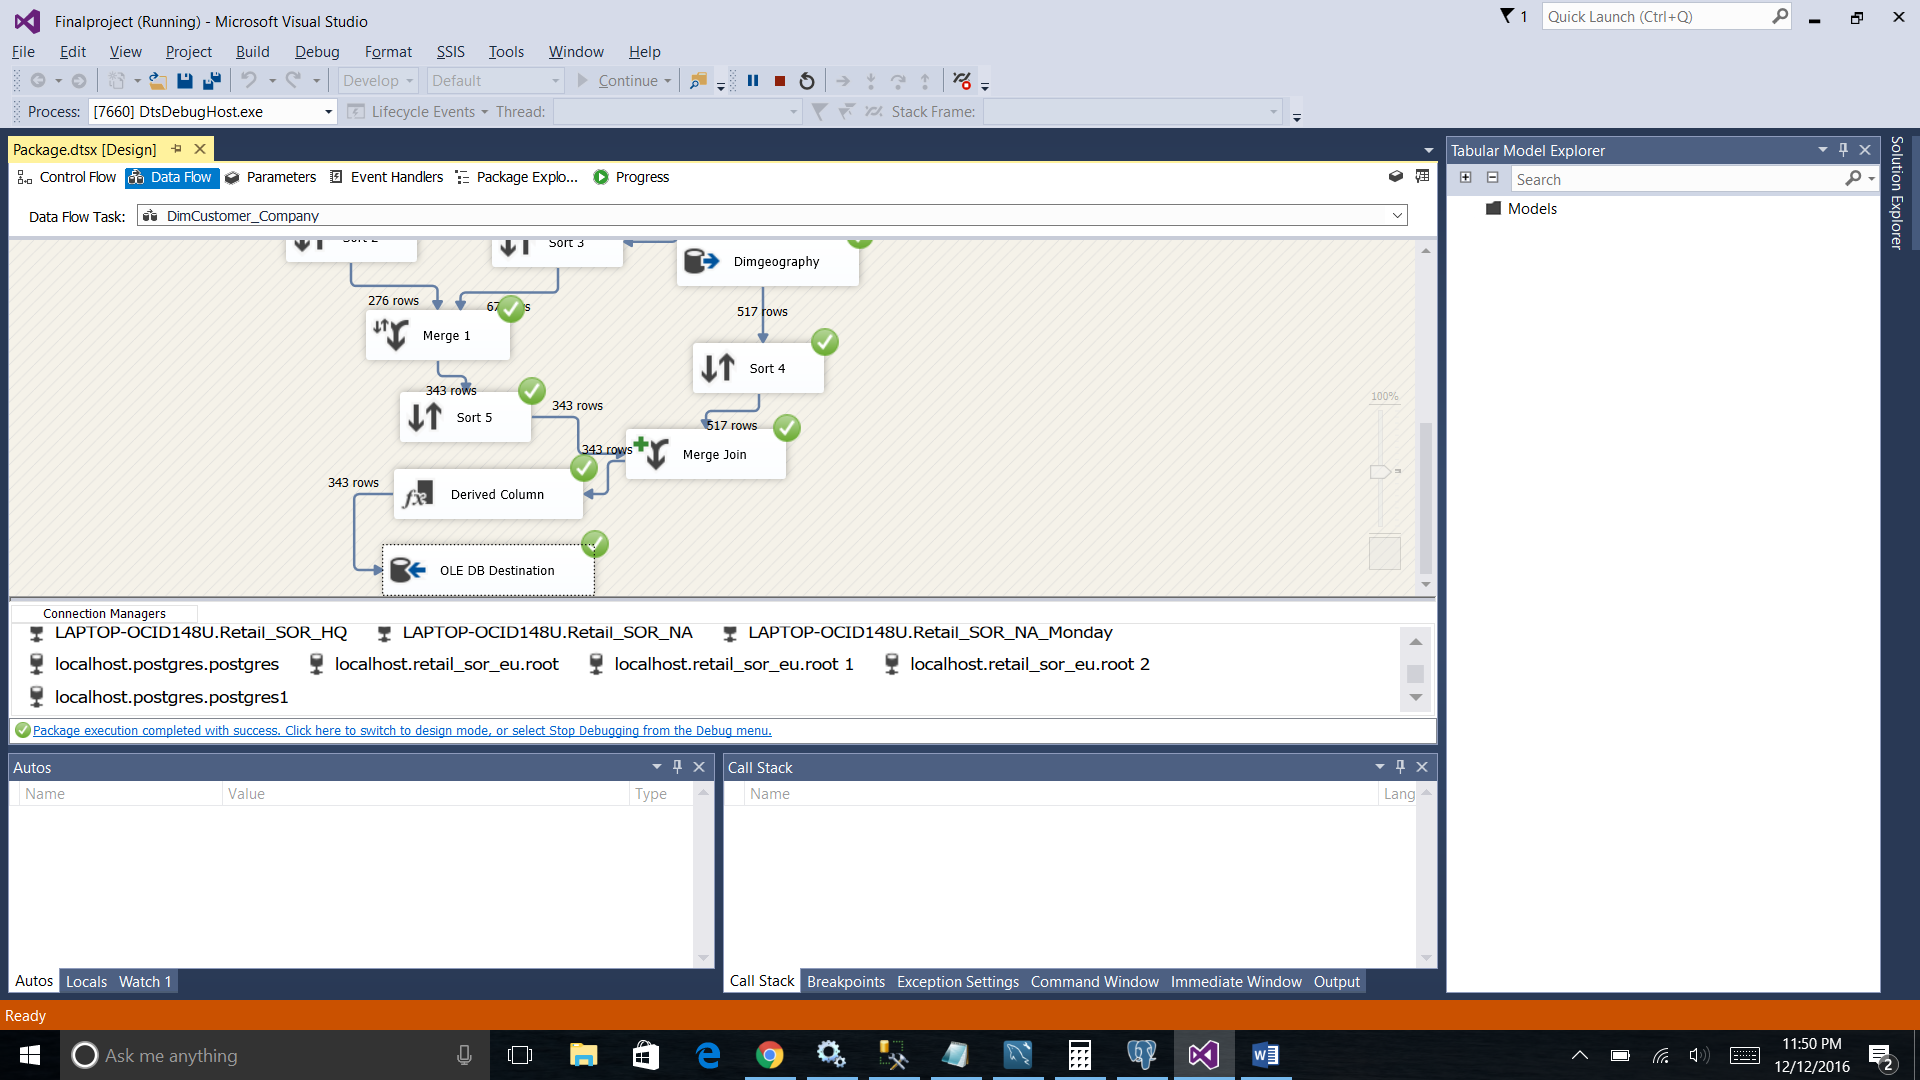 Finalproject (Running) - Microsoft Visual Studio
1
Quick Launch (Ctrl+Q)
File Edit View Project Build Debug Format SSIS Tools Window Help
Develop Default Continue
Process: [7660] DtsDebugHost.exe Lifecycle Events Thread: Stack Frame:
Package.dtsx [Design]
Control Flow Data Flow Parameters Event Handlers Package Explo... Progress
Data Flow Task: DimCustomer_Company
Sort 2
Sort 3
Dimgeography
276 rows
517 rows
Merge 1
Sort 4
343 rows
343 rows
Sort 5
517 rows
343 rows
Merge Join
343 rows
Derived Column
OLE DB Destination
100%
Connection Managers
LAPTOP-OCID148U.Retail_SOR_HQ LAPTOP-OCID148U.Retail_SOR_NA LAPTOP-OCID148U.Retail_SOR_NA_Monday
localhost.postgres.postgres localhost.retail_sor_eu.root localhost.retail_sor_eu.root 1 localhost.retail_sor_eu.root 2
localhost.postgres.postgres1
Package execution completed with success. Click here to switch to design mode, or select Stop Debugging from the Debug menu.
Autos
Name Value Type
Autos Locals Watch 1
Call Stack
Name Lang
Call Stack Breakpoints Exception Settings Command Window Immediate Window Output
Tabular Model Explorer
Search
Models
Solution Explorer
Ready
Ask me anything
11:50 PM
12/12/2016
2